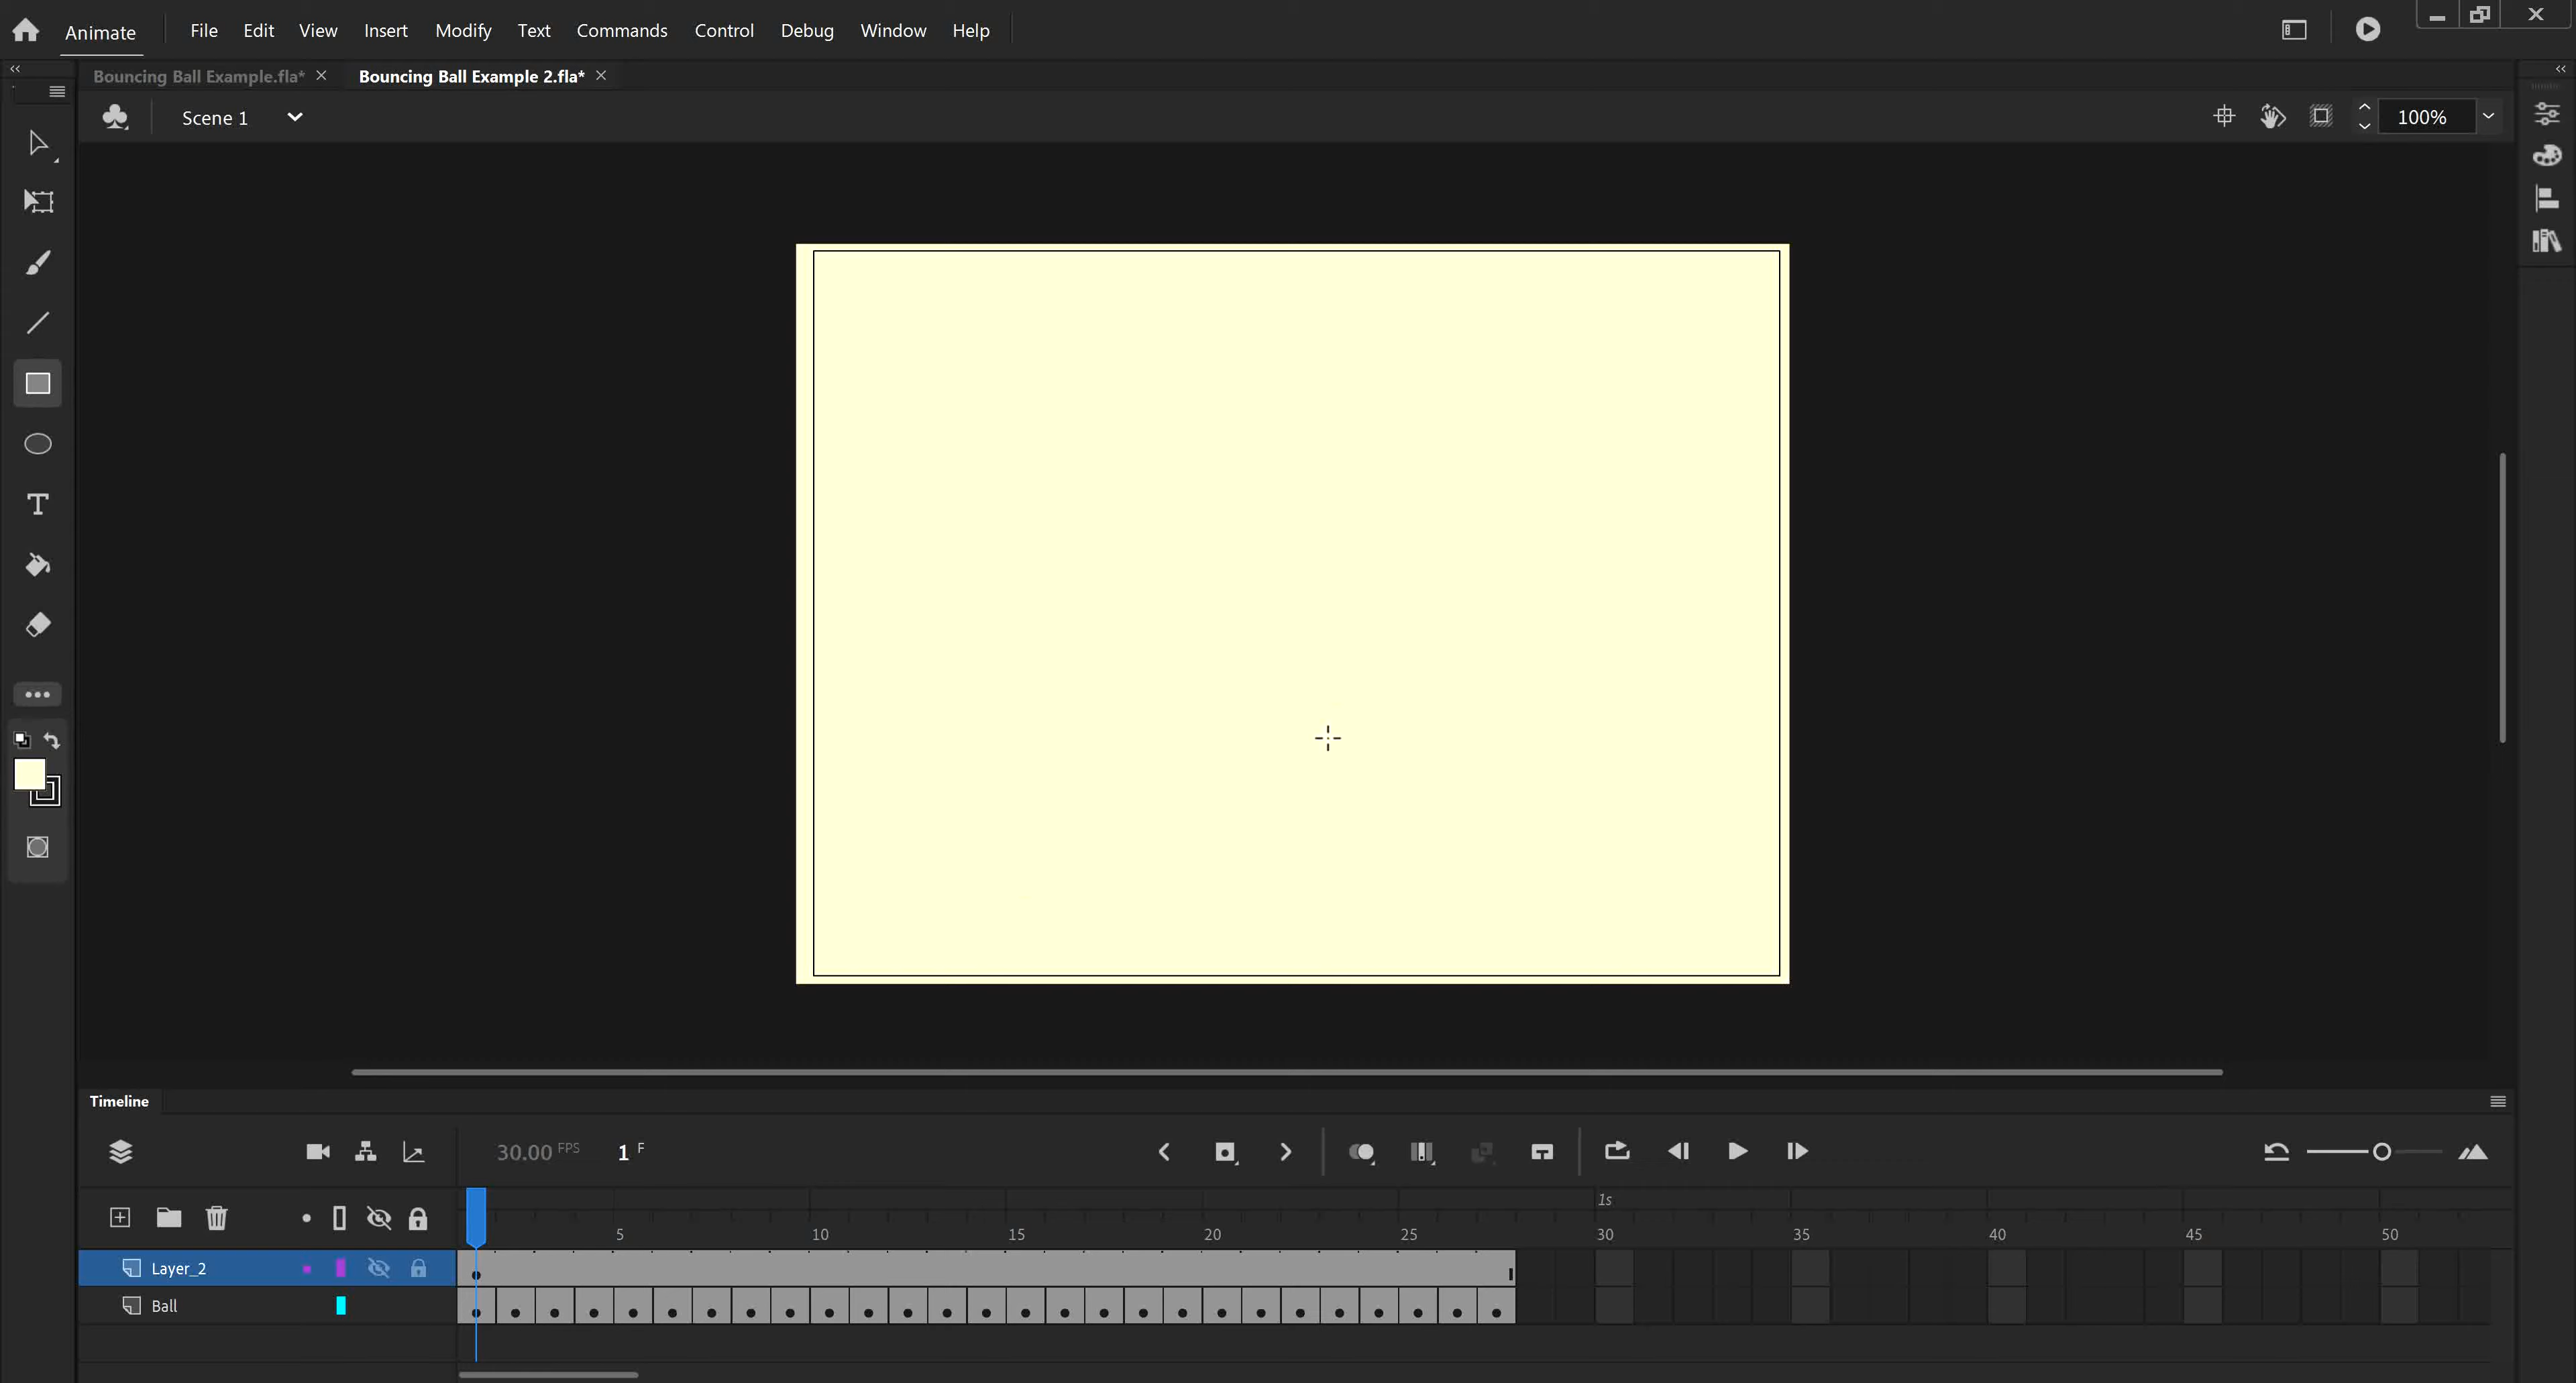 Animate File Edit View Insert Modify Text Commands Control Debug Window Help
Bouncing Ball Example.fla* Bouncing Ball Example 2.fla*
Scene 1 100%
Timeline
30.00 FPS 1 F
1s
5 10 15 20 25 30 35 40 45 50
Layer_2
Ball